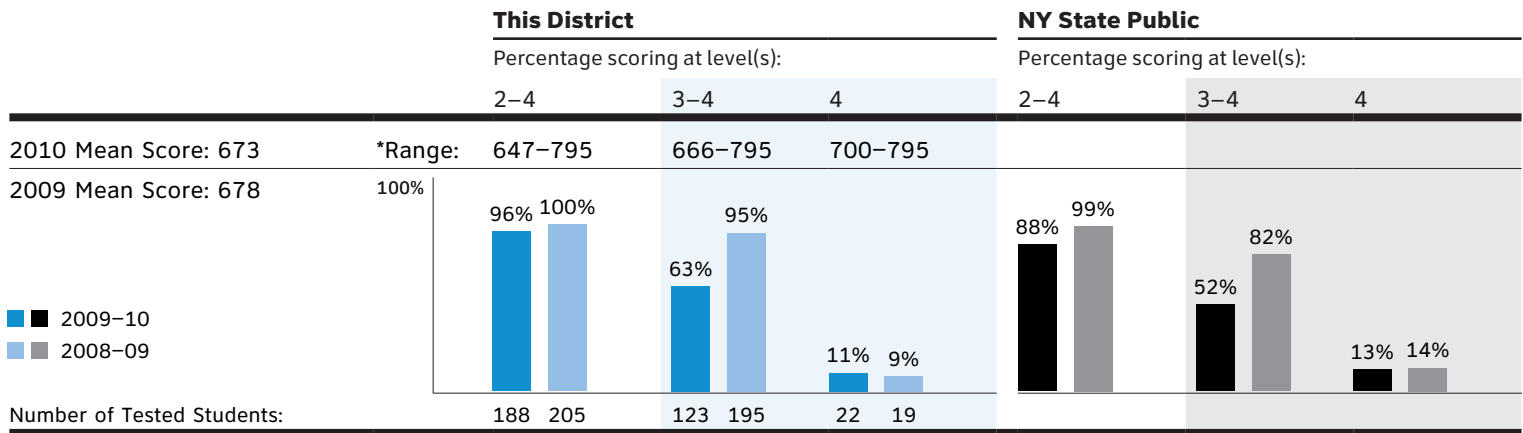 This District NY State Public
Percentage scoring at level(s): Percentage scoring at level(s):
2–4 3–4 4 2–4 3–4 4
2010 Mean Score: 673 *Range: 647–795 666–795 700–795
2009 Mean Score: 678 100%
96% 100% 95% 88% 99%
63% 82%
52%
11% 9% 13% 14%
2009–10
2008–09
Number of Tested Students: 188 205 123 195 22 19